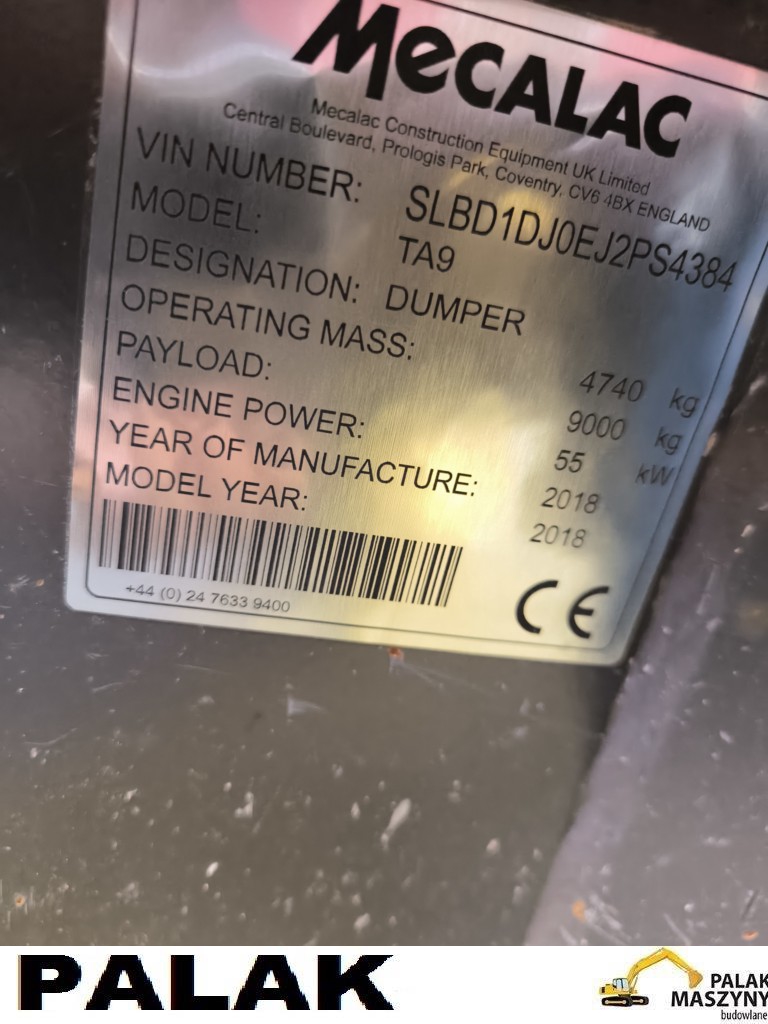 MECALAC
Mecalac Construction Equipment UK Limited
Central Boulevard, Prologis Park, Coventry, CV6 4BX ENGLAND
VIN NUMBER: SLBD1DJ0EJ2PS4384
MODEL: TA9
DESIGNATION: DUMPER
OPERATING MASS: 4740 kg
PAYLOAD: 9000 kg
ENGINE POWER: 55 kW
YEAR OF MANUFACTURE: 2018
MODEL YEAR: 2018
+44 (0) 24 7633 9400
CE
PALAK
PALAK
MASZYNY
budowlane